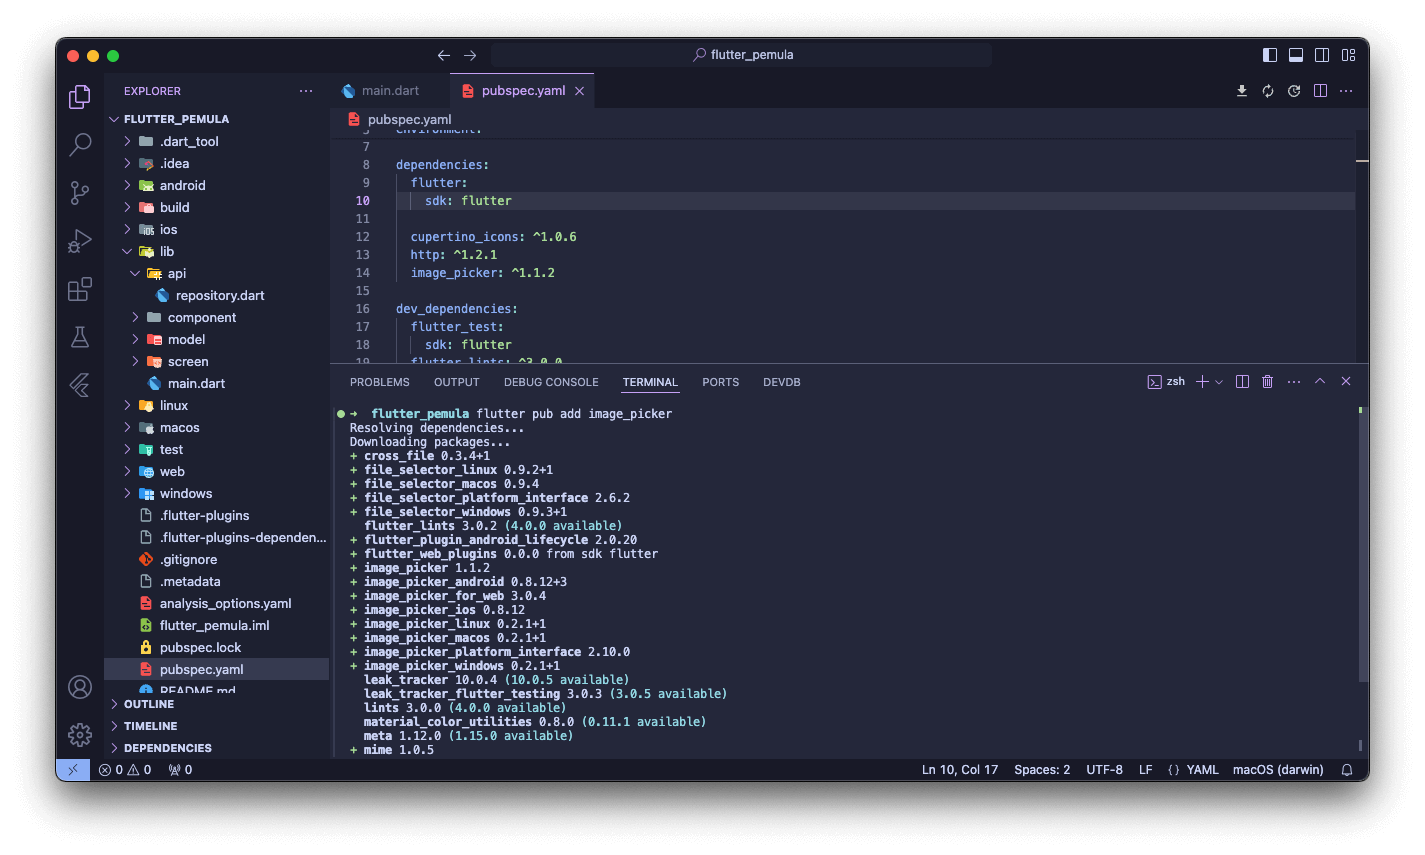 flutter_pemula
EXPLORER
FLUTTER_PEMULA
.dart_tool
.idea
android
build
ios
lib
api
repository.dart
component
model
screen
main.dart
linux
macos
test
web
windows
.flutter-plugins
.flutter-plugins-dependen...
.gitignore
.metadata
analysis_options.yaml
flutter_pemula.iml
pubspec.lock
pubspec.yaml
README.md
OUTLINE
TIMELINE
DEPENDENCIES
main.dart
pubspec.yaml
pubspec.yaml
environment:
7
8 dependencies:
9 flutter:
10 sdk: flutter
11
12 cupertino_icons: ^1.0.6
13 http: ^1.2.1
14 image_picker: ^1.1.2
15
16 dev_dependencies:
17 flutter_test:
18 sdk: flutter
19 flutter_lints: ^3.0.0
PROBLEMS OUTPUT DEBUG CONSOLE TERMINAL PORTS DEVDB
zsh
→ flutter_pemula flutter pub add image_picker
Resolving dependencies...
Downloading packages...
+ cross_file 0.3.4+1
+ file_selector_linux 0.9.2+1
+ file_selector_macos 0.9.4
+ file_selector_platform_interface 2.6.2
+ file_selector_windows 0.9.3+1
flutter_lints 3.0.2 (4.0.0 available)
+ flutter_plugin_android_lifecycle 2.0.20
+ flutter_web_plugins 0.0.0 from sdk flutter
+ image_picker 1.1.2
+ image_picker_android 0.8.12+3
+ image_picker_for_web 3.0.4
+ image_picker_ios 0.8.12
+ image_picker_linux 0.2.1+1
+ image_picker_macos 0.2.1+1
+ image_picker_platform_interface 2.10.0
+ image_picker_windows 0.2.1+1
leak_tracker 10.0.4 (10.0.5 available)
leak_tracker_flutter_testing 3.0.3 (3.0.5 available)
lints 3.0.0 (4.0.0 available)
material_color_utilities 0.8.0 (0.11.1 available)
meta 1.12.0 (1.15.0 available)
+ mime 1.0.5
0 0 0
Ln 10, Col 17 Spaces: 2 UTF-8 LF {} YAML macOS (darwin)